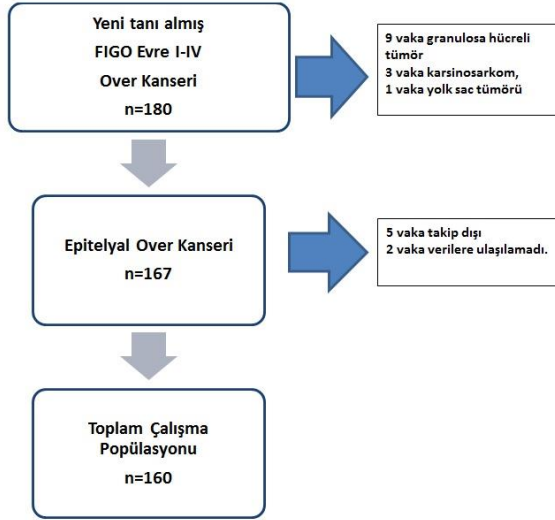 Yeni tanı almış
FIGO Evre I-IV
Over Kanseri
n=180
9 vaka granulosa hücreli
tümör
3 vaka karsinosarkom,
1 vaka yolk sac tümörü
Epitelyal Over Kanseri
n=167
5 vaka takip dışı
2 vaka verilere ulaşılamadı.
Toplam Çalışma
Popülasyonu
n=160